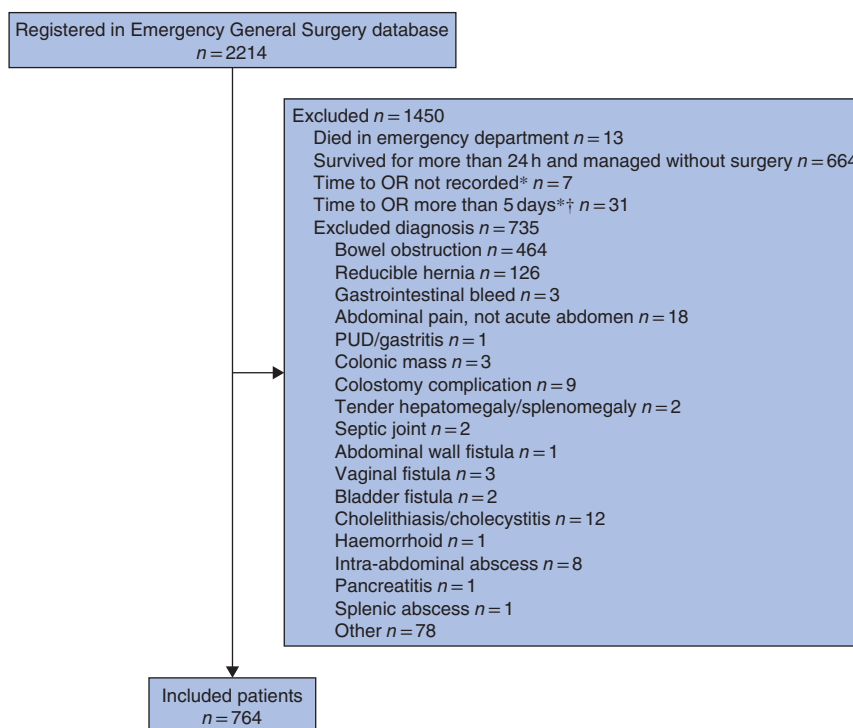 Registered in Emergency General Surgery database
n = 2214
Excluded n = 1450
Died in emergency department n = 13
Survived for more than 24 h and managed without surgery n = 664
Time to OR not recorded* n = 7
Time to OR more than 5 days*† n = 31
Excluded diagnosis n = 735
Bowel obstruction n = 464
Reducible hernia n = 126
Gastrointestinal bleed n = 3
Abdominal pain, not acute abdomen n = 18
PUD/gastritis n = 1
Colonic mass n = 3
Colostomy complication n = 9
Tender hepatomegaly/splenomegaly n = 2
Septic joint n = 2
Abdominal wall fistula n = 1
Vaginal fistula n = 3
Bladder fistula n = 2
Cholelithiasis/cholecystitis n = 12
Haemorrhoid n = 1
Intra-abdominal abscess n = 8
Pancreatitis n = 1
Splenic abscess n = 1
Other n = 78
Included patients
n = 764